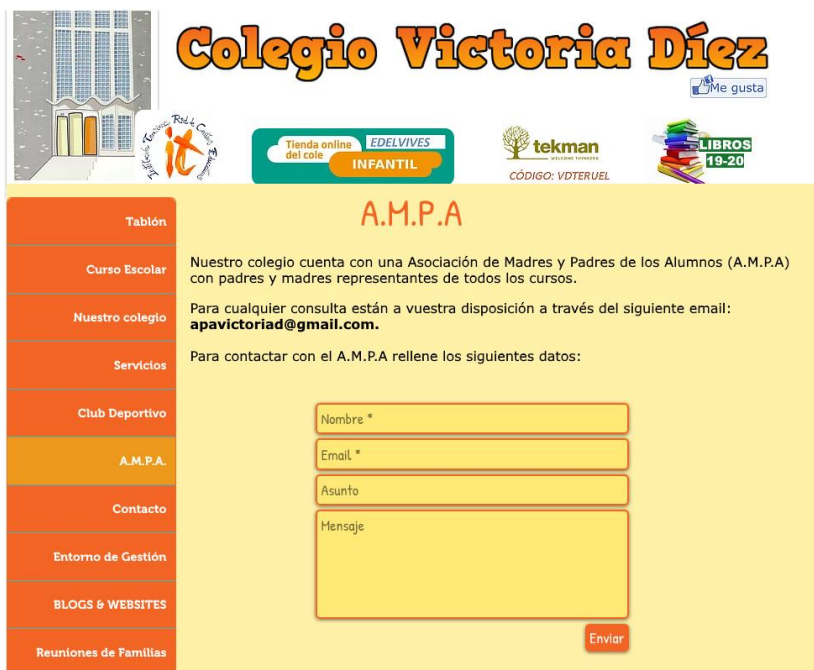 Colegio Victoria Díez
Me gusta
it
Tienda online
del cole
EDELVIVES
INFANTIL
tekman
WELCOME THINKERS
CÓDIGO: VDTERUEL
LIBROS
19-20
Tablón
Curso Escolar
Nuestro colegio
Servicios
Club Deportivo
A.M.P.A.
Contacto
Entorno de Gestión
BLOGS & WEBSITES
Reuniones de Familias
A.M.P.A
Nuestro colegio cuenta con una Asociación de Madres y Padres de los Alumnos (A.M.P.A)
con padres y madres representantes de todos los cursos.
Para cualquier consulta están a vuestra disposición a través del siguiente email:
apavictoriad@gmail.com.
Para contactar con el A.M.P.A rellene los siguientes datos:
Nombre *
Email *
Asunto
Mensaje
Enviar